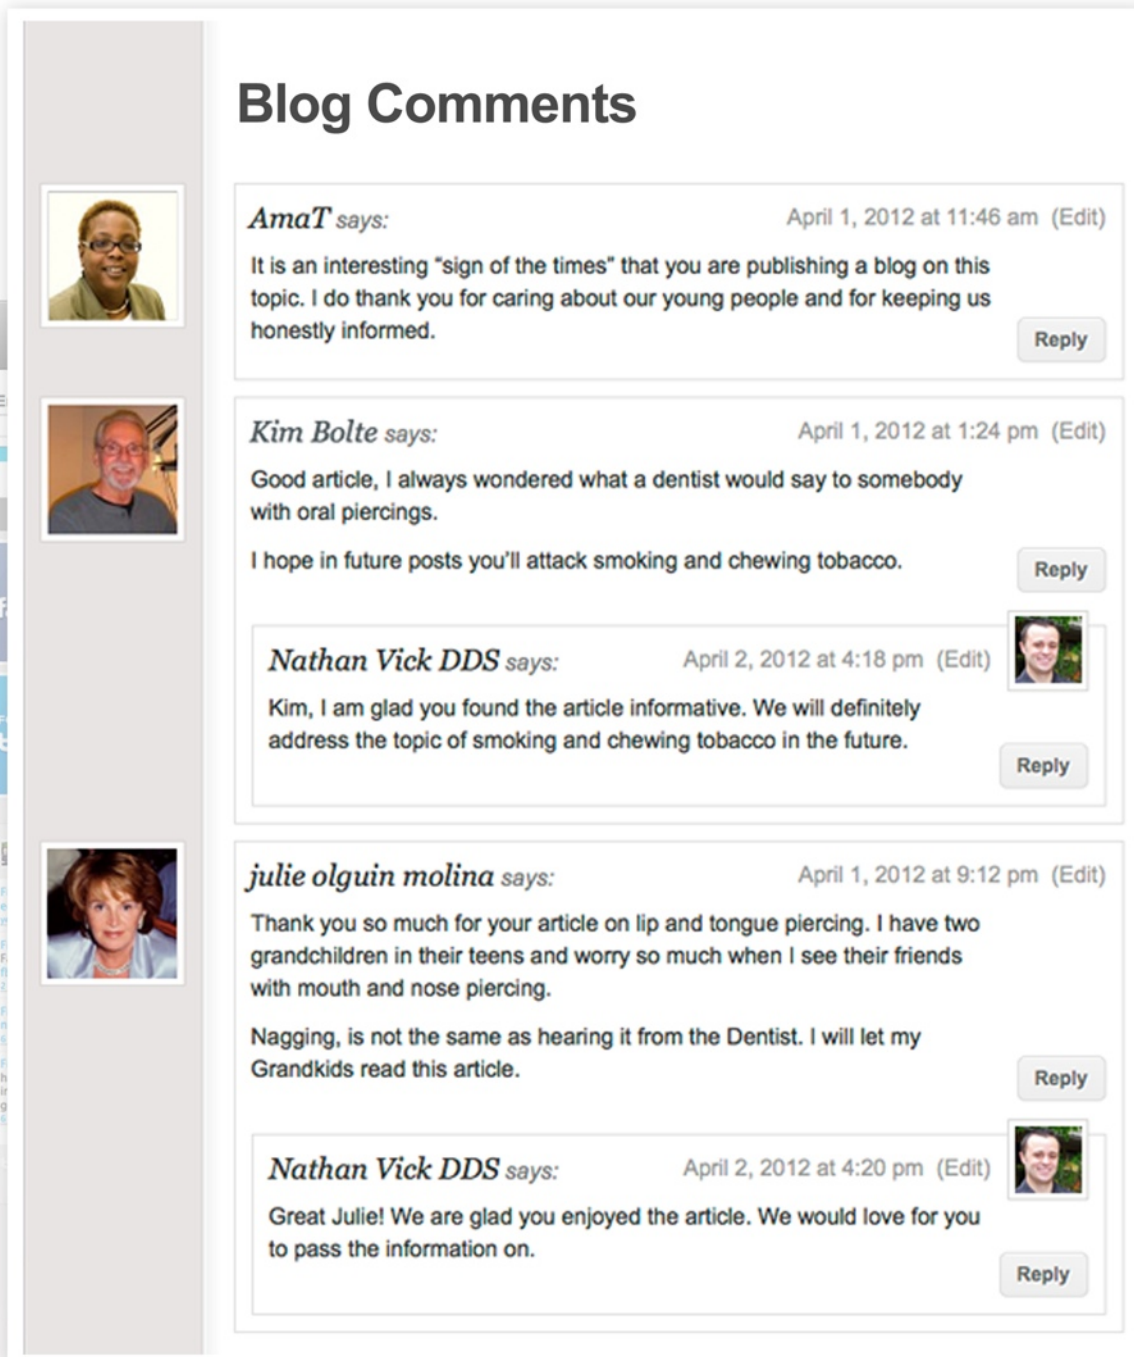 Blog Comments
AmaT says: April 1, 2012 at 11:46 am (Edit)
It is an interesting “sign of the times” that you are publishing a blog on this
topic. I do thank you for caring about our young people and for keeping us
honestly informed.
Reply
Kim Bolte says: April 1, 2012 at 1:24 pm (Edit)
Good article, I always wondered what a dentist would say to somebody
with oral piercings.
I hope in future posts you’ll attack smoking and chewing tobacco.
Reply
Nathan Vick DDS says: April 2, 2012 at 4:18 pm (Edit)
Kim, I am glad you found the article informative. We will definitely
address the topic of smoking and chewing tobacco in the future.
Reply
julie olguin molina says: April 1, 2012 at 9:12 pm (Edit)
Thank you so much for your article on lip and tongue piercing. I have two
grandchildren in their teens and worry so much when I see their friends
with mouth and nose piercing.
Nagging, is not the same as hearing it from the Dentist. I will let my
Grandkids read this article.
Reply
Nathan Vick DDS says: April 2, 2012 at 4:20 pm (Edit)
Great Julie! We are glad you enjoyed the article. We would love for you
to pass the information on.
Reply